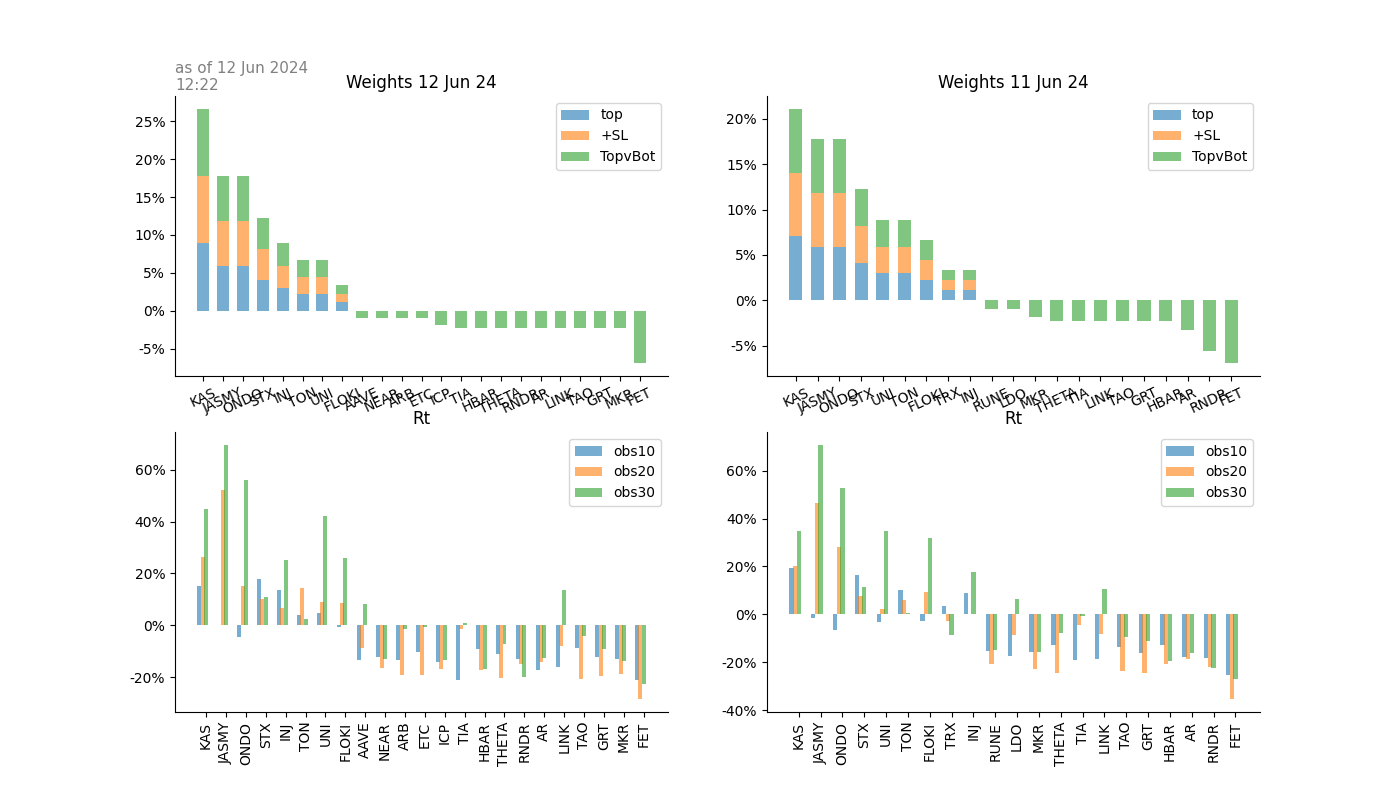 as of 12 Jun 2024
12:22
Weights 12 Jun 24
25%
20%
15%
10%
5%
0%
-5%
top
+SL
TopvBot
KAS JASMY ONDO STX INJ TON UNI FLOKI AAVE NEAR ARB ETC ICP TIA HBAR THETA RNDR AR LINK TAO GRT MKR FET
Weights 11 Jun 24
20%
15%
10%
5%
0%
-5%
top
+SL
TopvBot
KAS JASMY ONDO STX UNI TON FLOKI TRX INJ RUNE LDO MKR THETA TIA LINK TAO GRT HBAR AR RNDR FET
Rt
60%
40%
20%
0%
-20%
obs10
obs20
obs30
KAS JASMY ONDO STX INJ TON UNI FLOKI AAVE NEAR ARB ETC ICP TIA HBAR THETA RNDR AR LINK TAO GRT MKR FET
Rt
60%
40%
20%
0%
-20%
-40%
obs10
obs20
obs30
KAS JASMY ONDO STX UNI TON FLOKI TRX INJ RUNE LDO MKR THETA TIA LINK TAO GRT HBAR AR RNDR FET